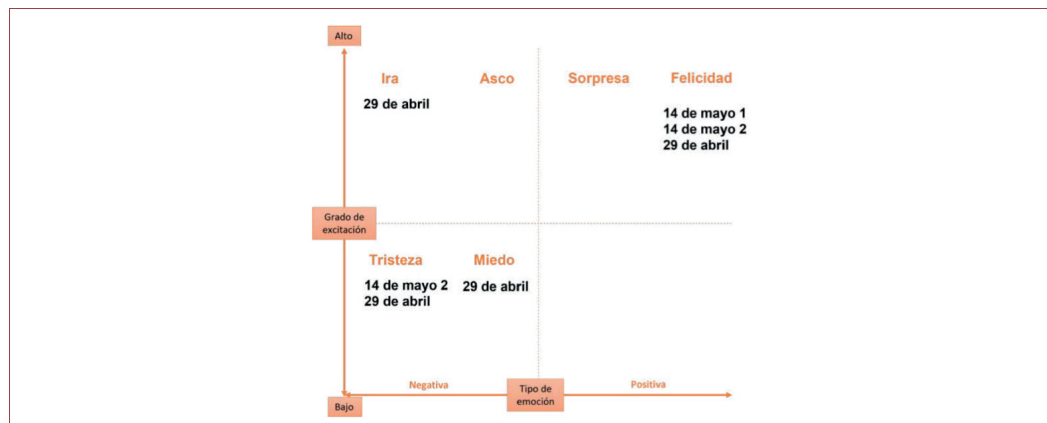 Alto
Ira Asco Sorpresa Felicidad
29 de abril
14 de mayo 1
14 de mayo 2
29 de abril
Grado de
excitación
Tristeza Miedo
14 de mayo 2 29 de abril
29 de abril
Negativa
Tipo de
emoción
Positiva
Bajo